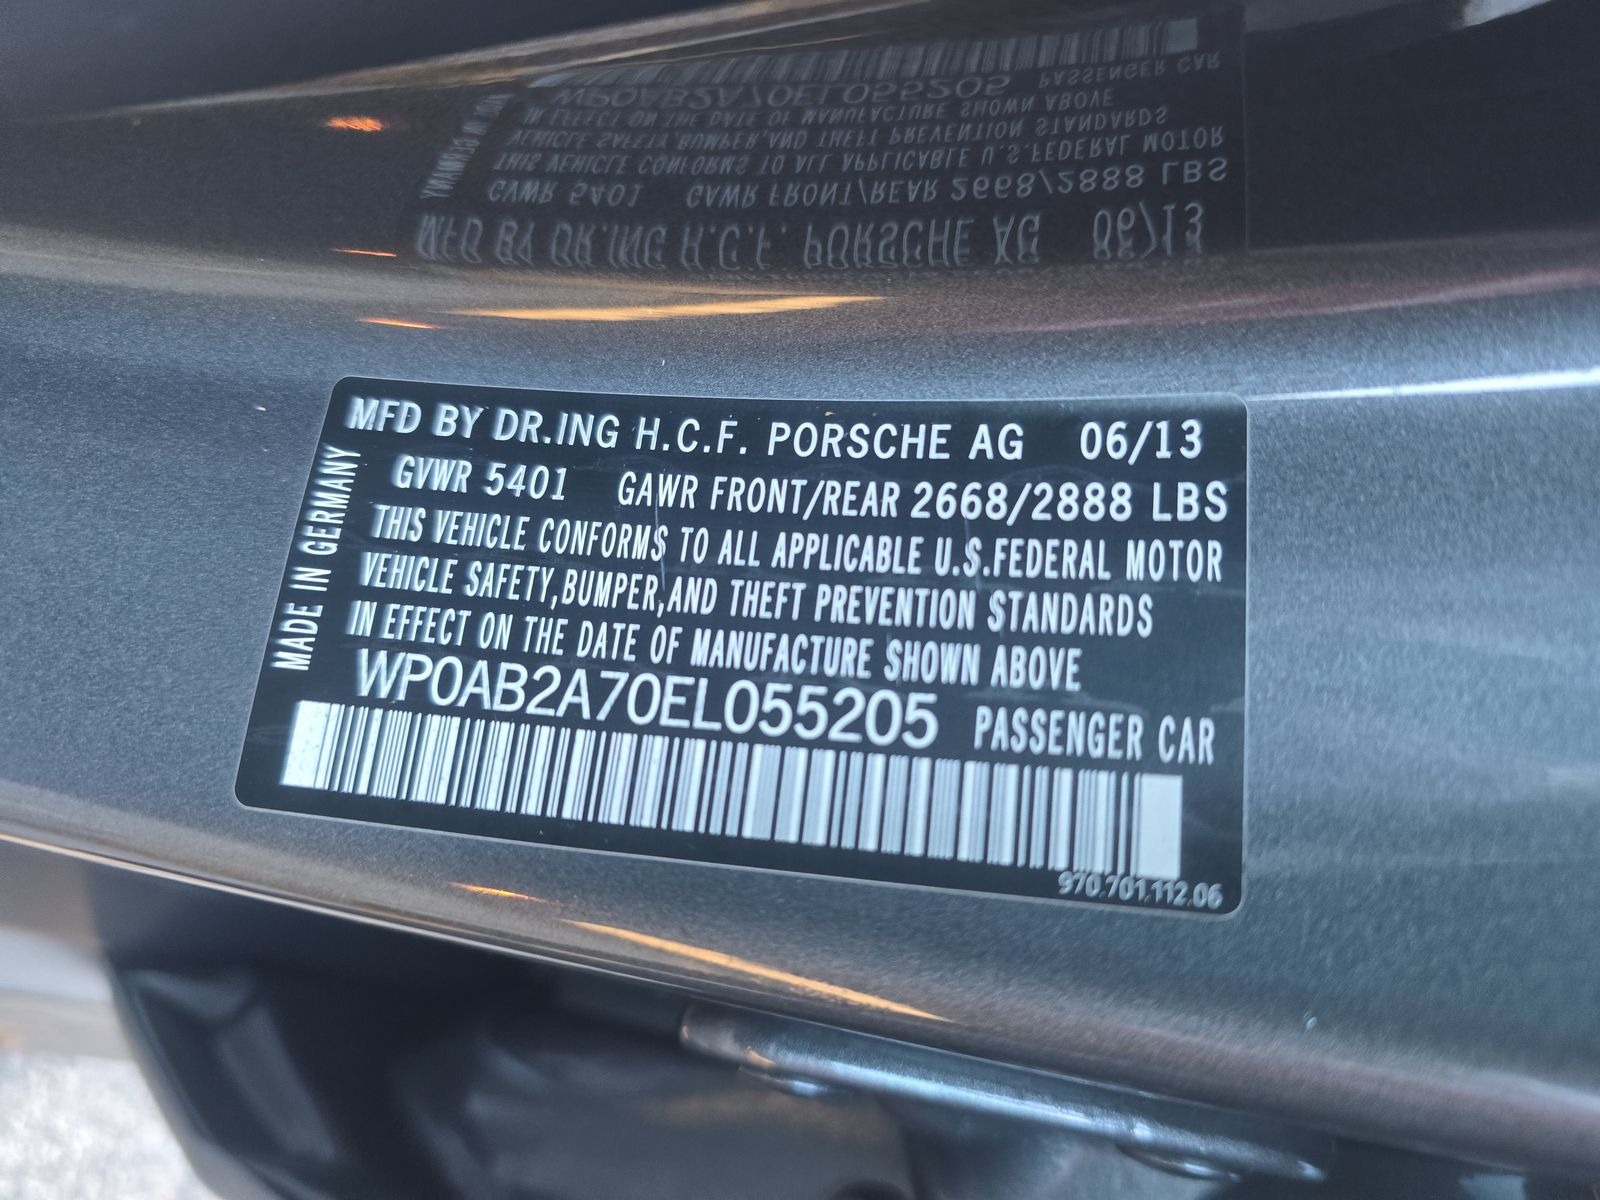 MFD BY DR.ING H.C.F. PORSCHE AG 06/13
GVWR 5401 GAWR FRONT/REAR 2668/2888 LBS
THIS VEHICLE CONFORMS TO ALL APPLICABLE U.S.FEDERAL MOTOR
VEHICLE SAFETY,BUMPER,AND THEFT PREVENTION STANDARDS
IN EFFECT ON THE DATE OF MANUFACTURE SHOWN ABOVE
WP0AB2A70EL055205 PASSENGER CAR
970.701.112.06
MADE IN GERMANY